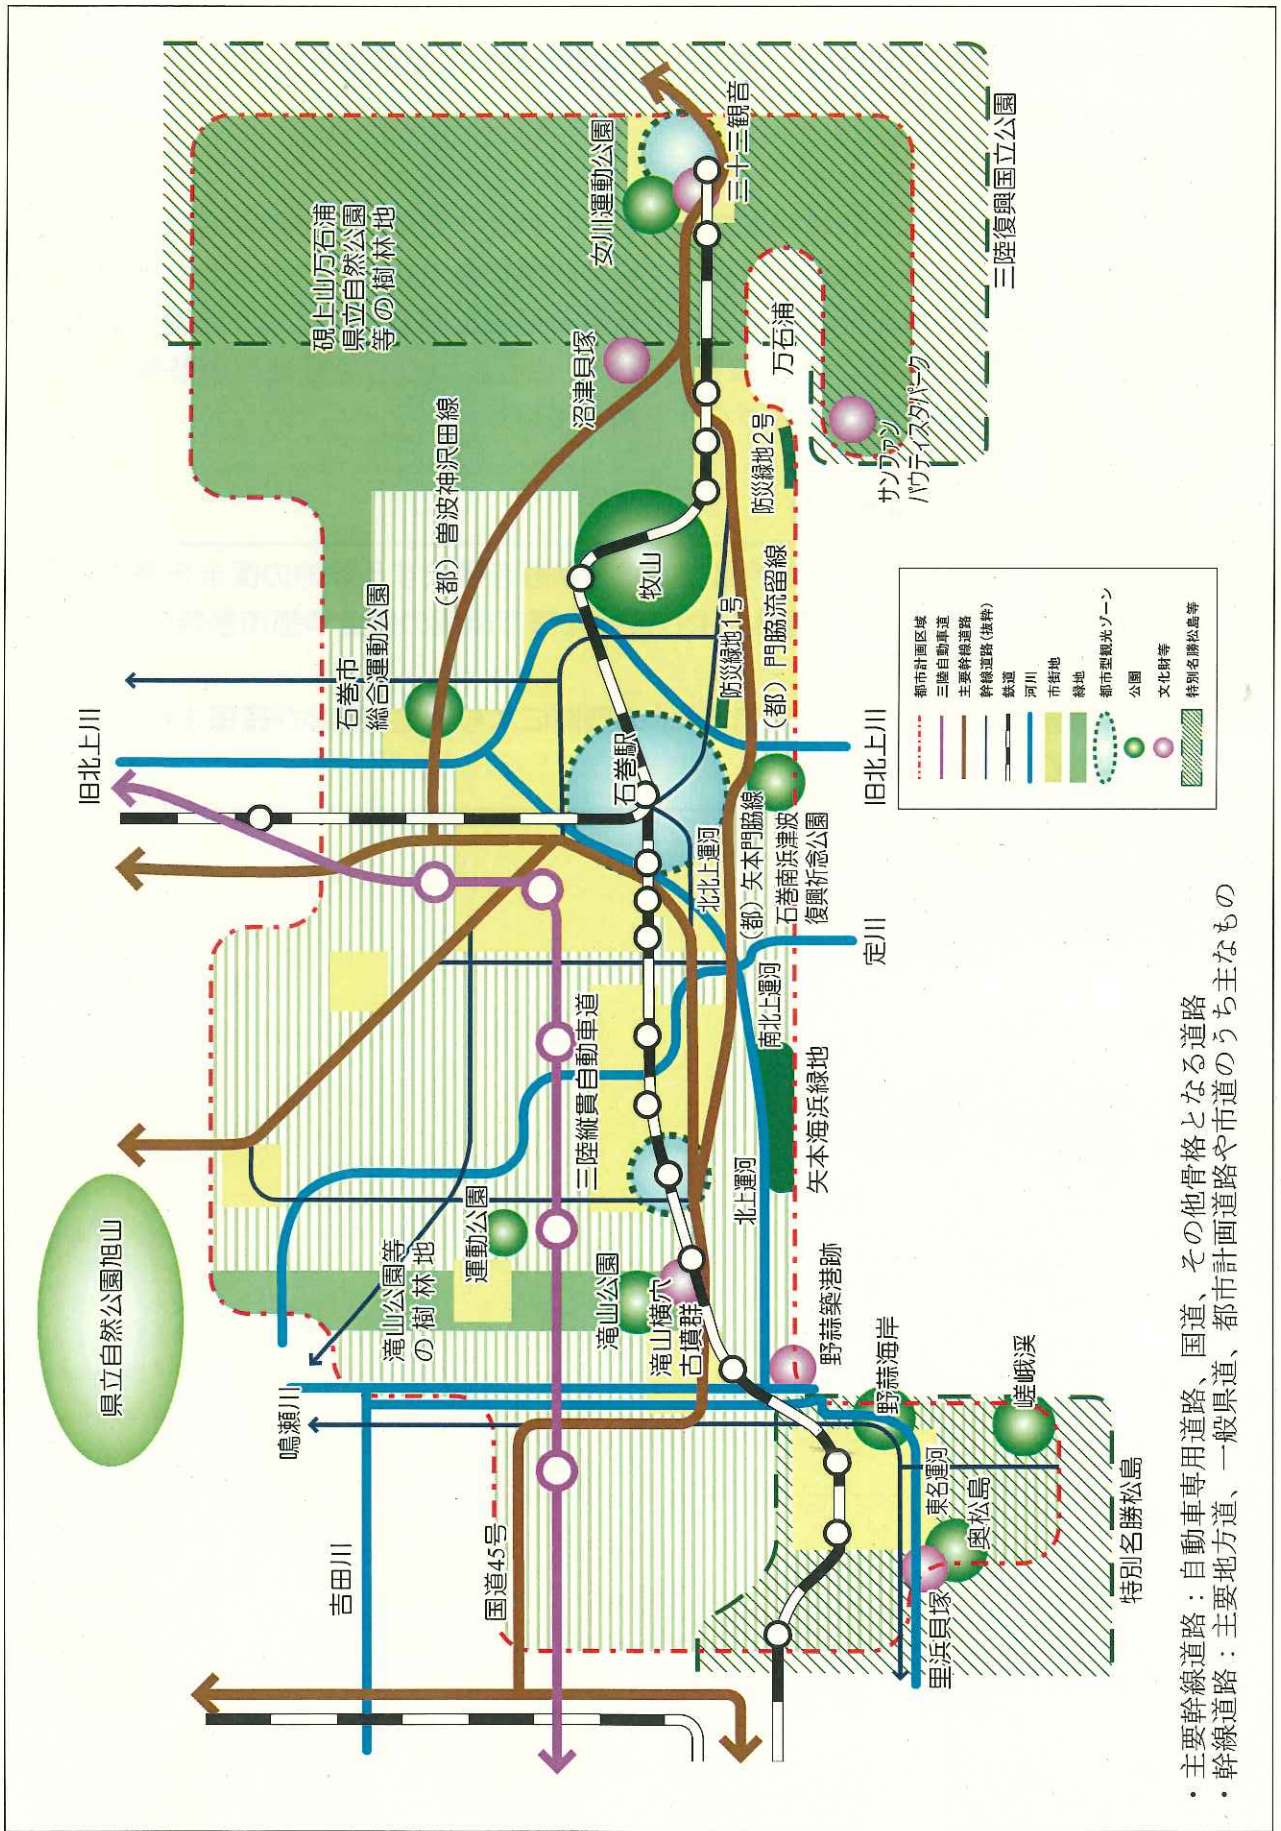 県立自然公園旭山
旧北上川
硯上山万石浦
県立自然公園
等の樹林地
女川運動公園
三十三観音
三陸復興国立公園
沼津貝塚
万石浦
サンファン
バウティスタパーク
(都)曽波神沢田線
防災緑地2号
牧山
石巻市
総合運動公園
防災緑地1号
(都)門脇流留線
石巻駅
旧北上川
北北上運河
(都)矢本門脇線
石巻南浜津波
復興祈念公園
定川
南北上運河
三陸縦貫自動車道
矢本海浜緑地
北上運河
運動公園
滝山公園等
の樹林地
滝山公園
滝山横穴
古墳群
野蒜築港跡
鳴瀬川
野蒜海岸
嵯峨渓
吉田川
国道45号
東名運河
奥松島
里浜貝塚
特別名勝松島
都市計画区域
三陸自動車道
主要幹線道路
幹線道路(抜粋)
鉄道
河川
市街地
緑地
都市型観光ゾーン
公園
文化財等
特別名勝松島等
・主要幹線道路：自動車専用道路、国道、その他骨格となる道路
・幹線道路：主要地方道、一般県道、都市計画道路や市道のうち主なもの